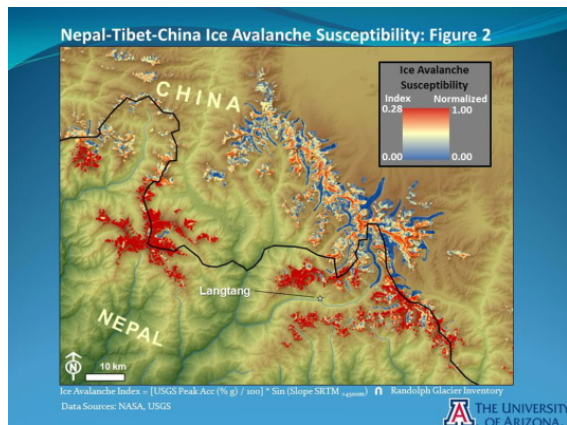 Nepal-Tibet-China Ice Avalanche Susceptibility: Figure 2
CHINA
Ice Avalanche
Susceptibility
Index Normalized
0.28 1.00
0.00 0.00
Langtang
NEPAL
N
10 km
Ice Avalanche Index = [USGS Peak Acc (% g) / 100] * Sin (Slope SRTM ) ∩ Randolph Glacier Inventory
Data Sources: NASA, USGS
A
THE UNIVERSITY
OF ARIZONA